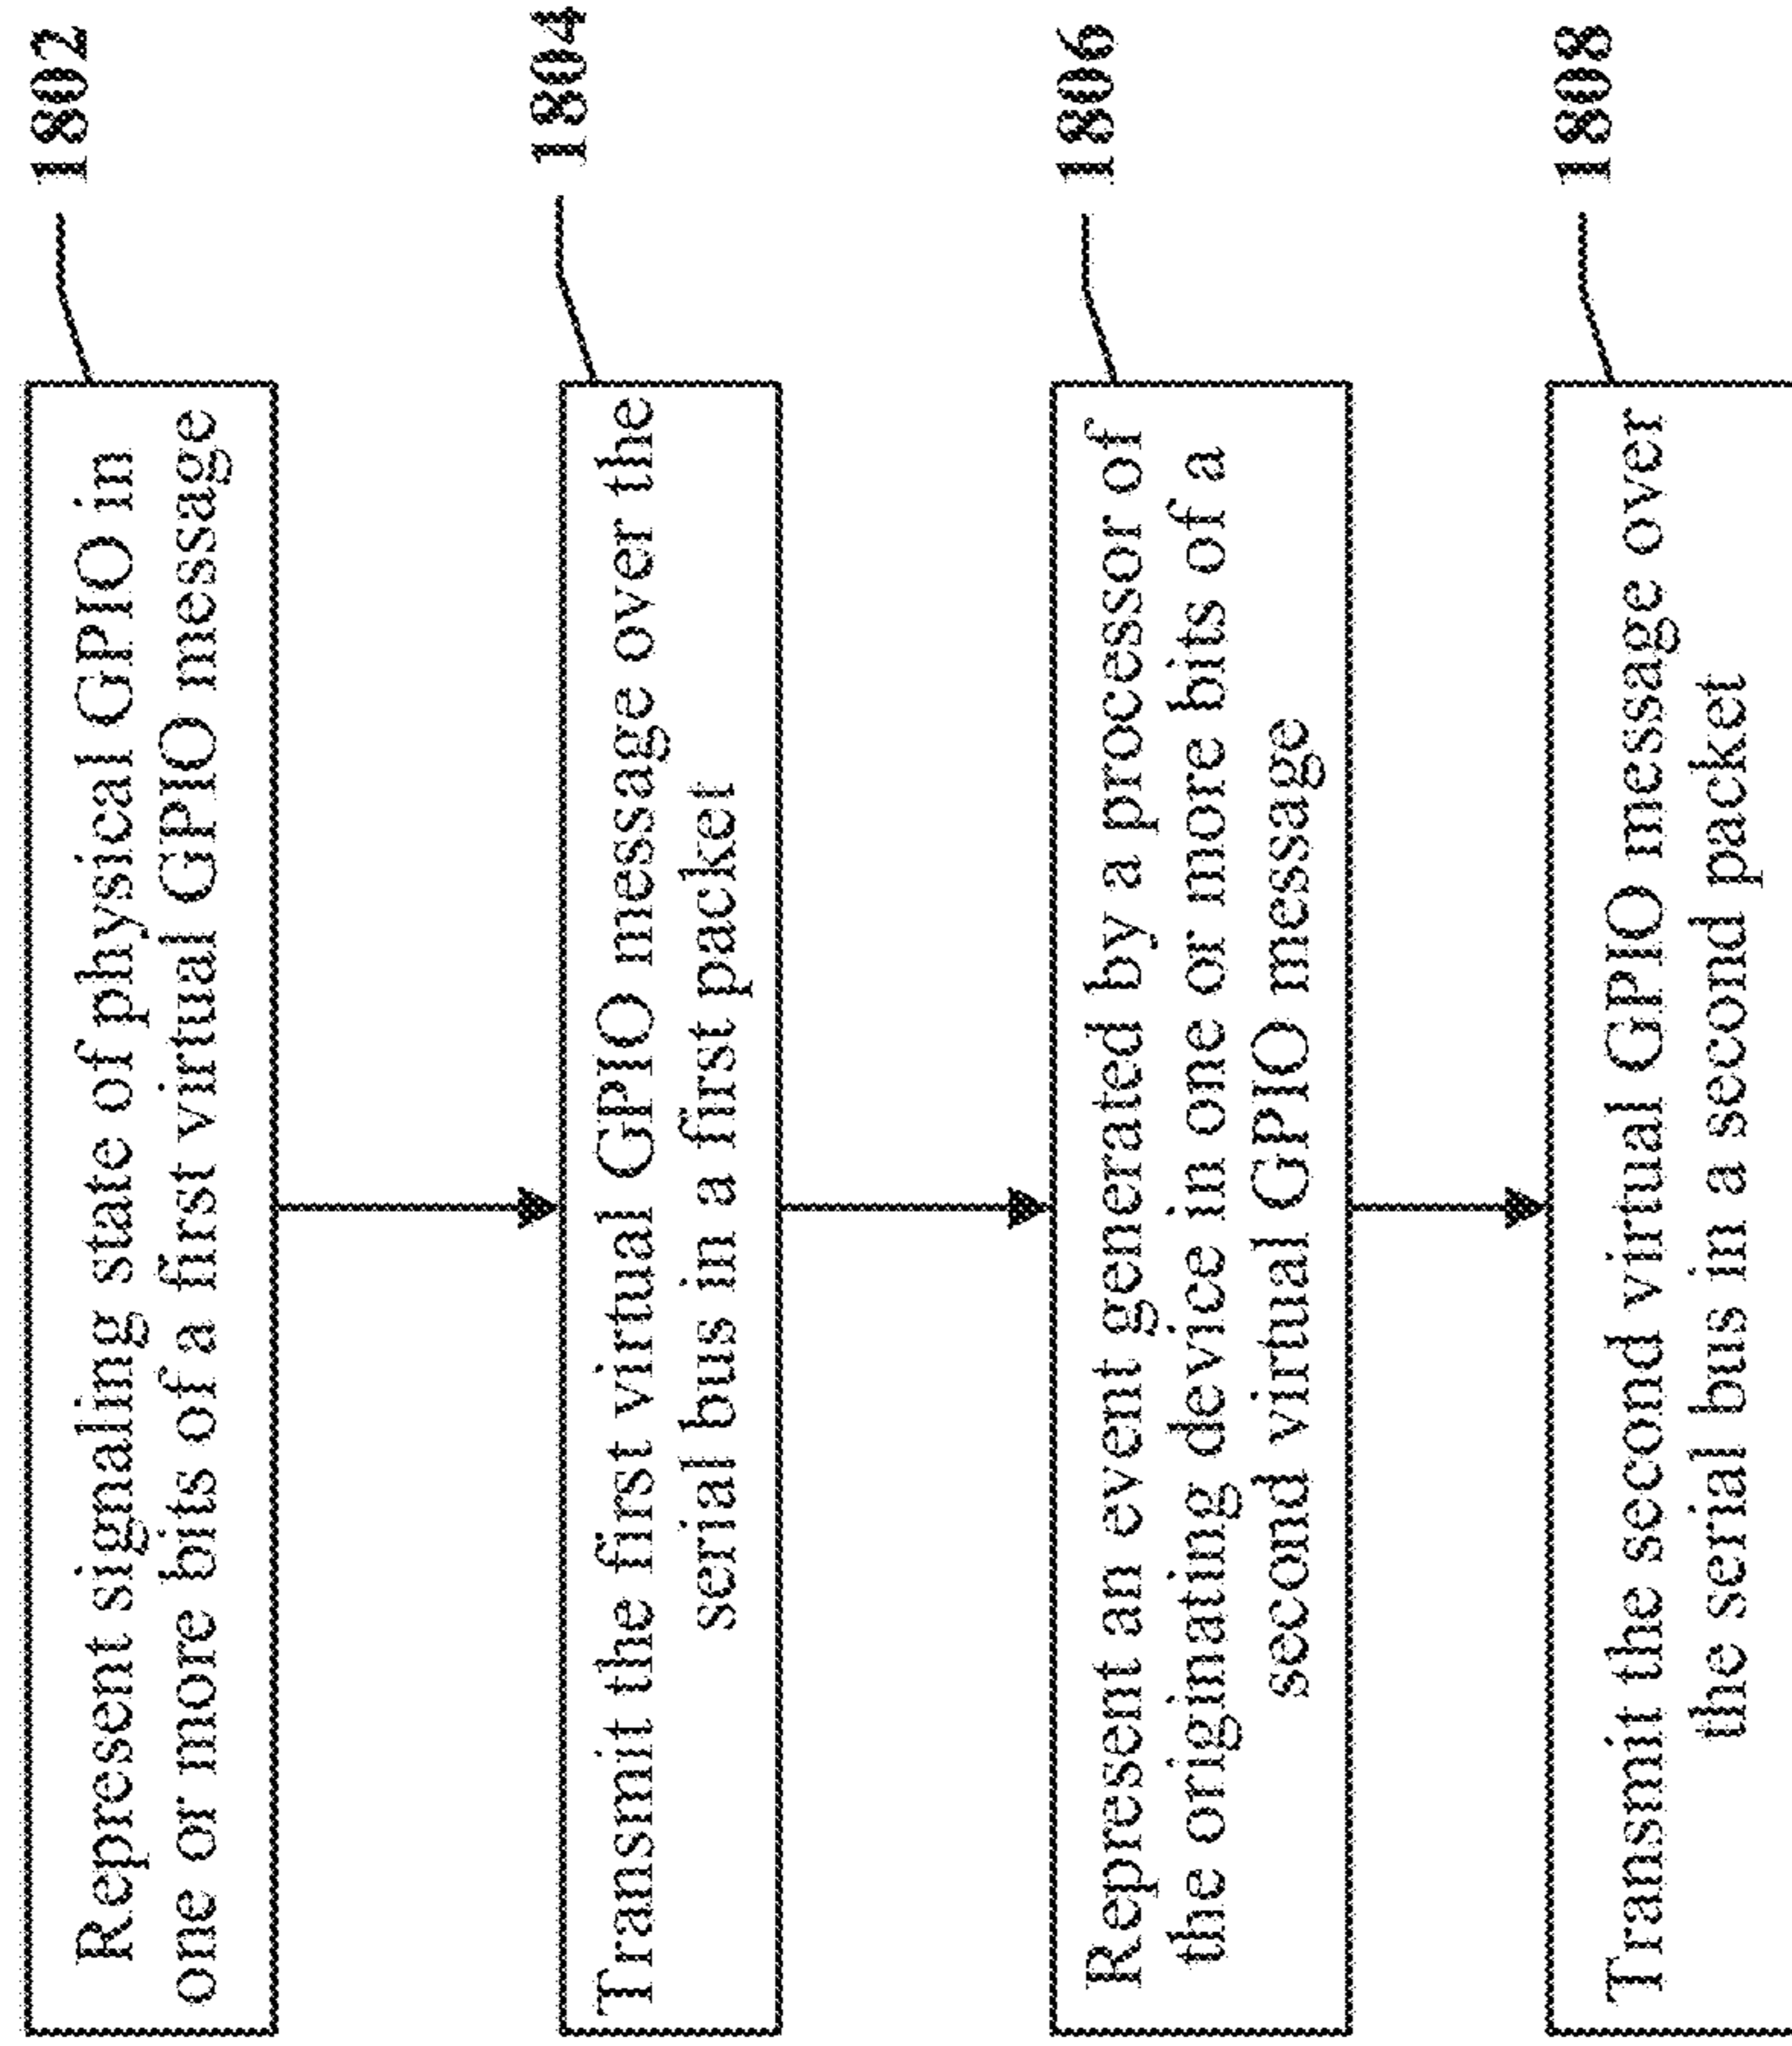 Represent signaling state of physical GPIO in
one or more bits of a first virtual GPIO message
1802
Transmit the first virtual GPIO message over the
serial bus in a first packet
1804
Represent an event generated by a processor of
the originating device in one or more bits of a
second virtual GPIO message
1806
Transmit the second virtual GPIO message over
the serial bus in a second packet
1808